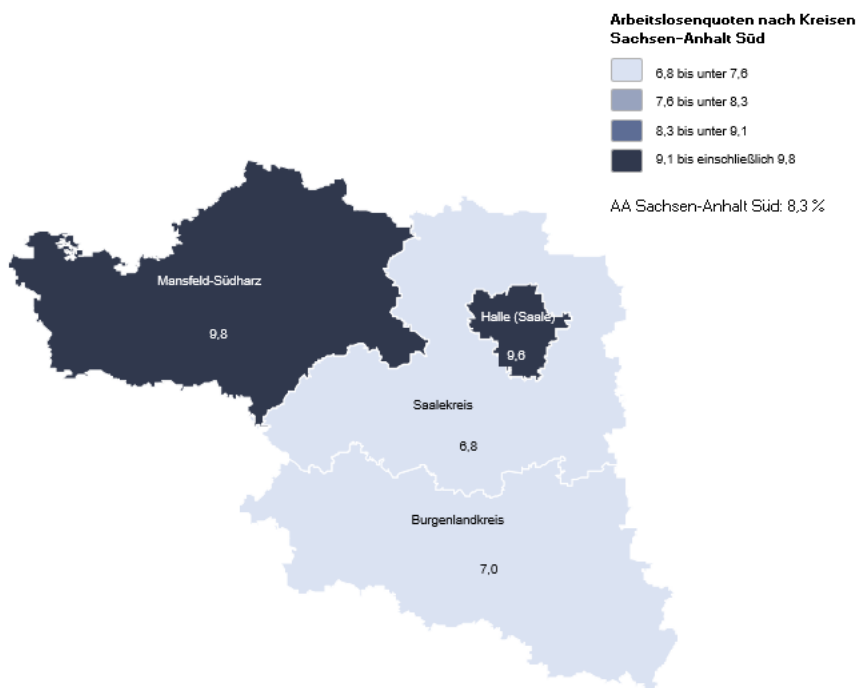 Arbeitslosenquoten nach Kreisen
Sachsen-Anhalt Süd
6,8 bis unter 7,6
7,6 bis unter 8,3
8,3 bis unter 9,1
9,1 bis einschließlich 9,8
AA Sachsen-Anhalt Süd: 8,3 %
Mansfeld-Südharz
9,8
Halle (Saale)
9,6
Saalekreis
6,8
Burgenlandkreis
7,0